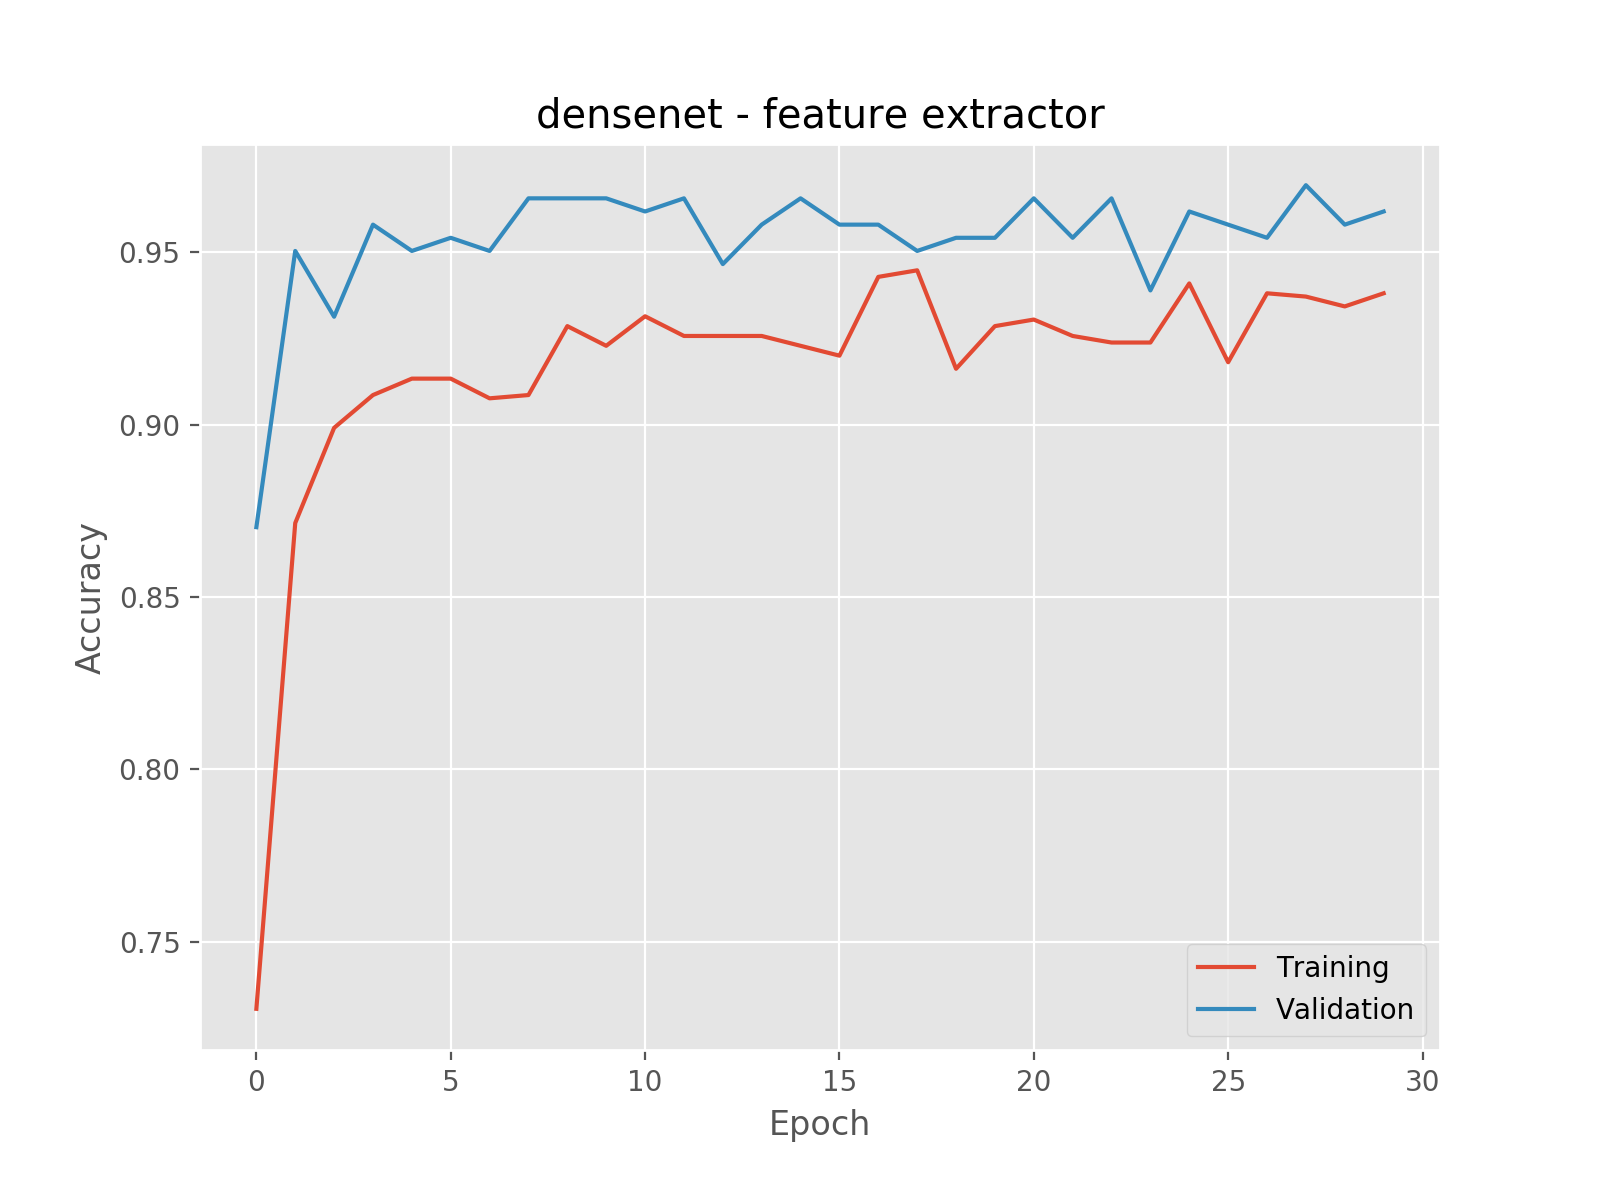 densenet - feature extractor
0.95
0.90
0.85
0.80
0.75
Accuracy
Training
Validation
0 5 10 15 20 25 30
Epoch